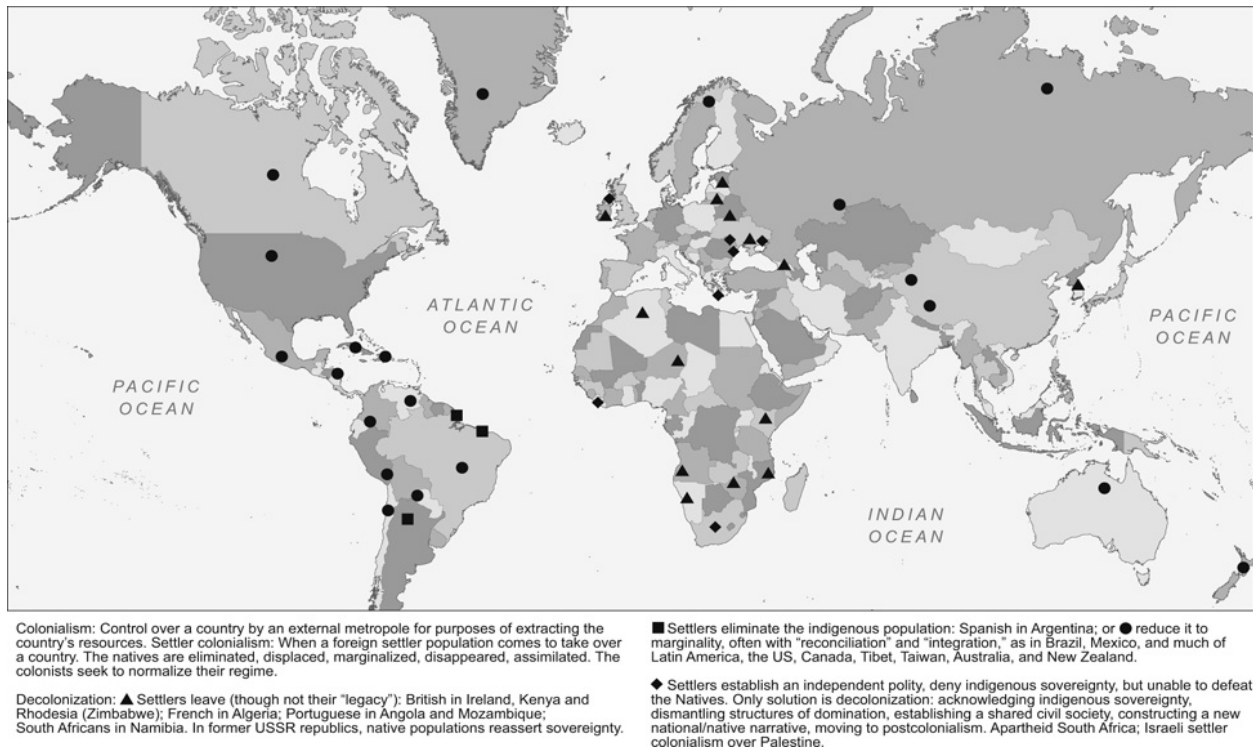 ATLANTIC
OCEAN
PACIFIC
OCEAN
PACIFIC
OCEAN
INDIAN
OCEAN
Colonialism: Control over a country by an external metropole for purposes of extracting the
country's resources. Settler colonialism: When a foreign settler population comes to take over
a country. The natives are eliminated, displaced, marginalized, disappeared, assimilated. The
colonists seek to normalize their regime.
Decolonization: ▲ Settlers leave (though not their "legacy"): British in Ireland, Kenya and
Rhodesia (Zimbabwe); French in Algeria; Portuguese in Angola and Mozambique;
South Africans in Namibia. In former USSR republics, native populations reassert sovereignty.
■ Settlers eliminate the indigenous population: Spanish in Argentina; or ● reduce it to
marginality, often with "reconciliation" and "integration," as in Brazil, Mexico, and much of
Latin America, the US, Canada, Tibet, Taiwan, Australia, and New Zealand.
◆ Settlers establish an independent polity, deny indigenous sovereignty, but unable to defeat
the Natives. Only solution is decolonization: acknowledging indigenous sovereignty,
dismantling structures of domination, establishing a shared civil society, constructing a new
national/native narrative, moving to postcolonialism. Apartheid South Africa; Israeli settler
colonialism over Palestine.